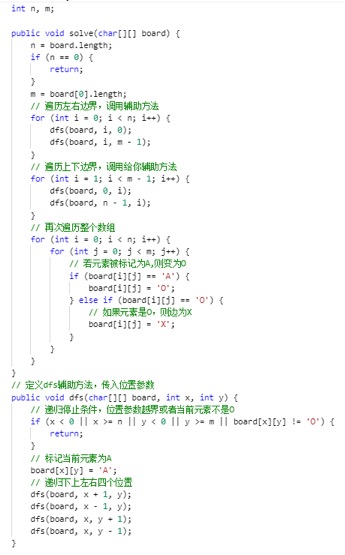 int n, m;
public void solve(char[][] board) {
n = board.length;
if (n == 0) {
return;
}
m = board[0].length;
// 遍历左右边界，调用辅助方法
for (int i = 0; i < n; i++) {
dfs(board, i, 0);
dfs(board, i, m - 1);
}
// 遍历上下边界，调用给你辅助方法
for (int i = 1; i < m - 1; i++) {
dfs(board, 0, i);
dfs(board, n - 1, i);
}
// 再次遍历整个数组
for (int i = 0; i < n; i++) {
for (int j = 0; j < m; j++) {
// 若元素被标记为A,则变为O
if (board[i][j] == 'A') {
board[i][j] = 'O';
} else if (board[i][j] == 'O') {
// 如果元素是O，则边为X
board[i][j] = 'X';
}
}
}
}
// 定义dfs辅助方法，传入位置参数
public void dfs(char[][] board, int x, int y) {
// 递归停止条件，位置参数越界或者当前元素不是O
if (x < 0 || x >= n || y < 0 || y >= m || board[x][y] != 'O') {
return;
}
// 标记当前元素为A
board[x][y] = 'A';
// 递归下上左右四个位置
dfs(board, x + 1, y);
dfs(board, x - 1, y);
dfs(board, x, y + 1);
dfs(board, x, y - 1);
}